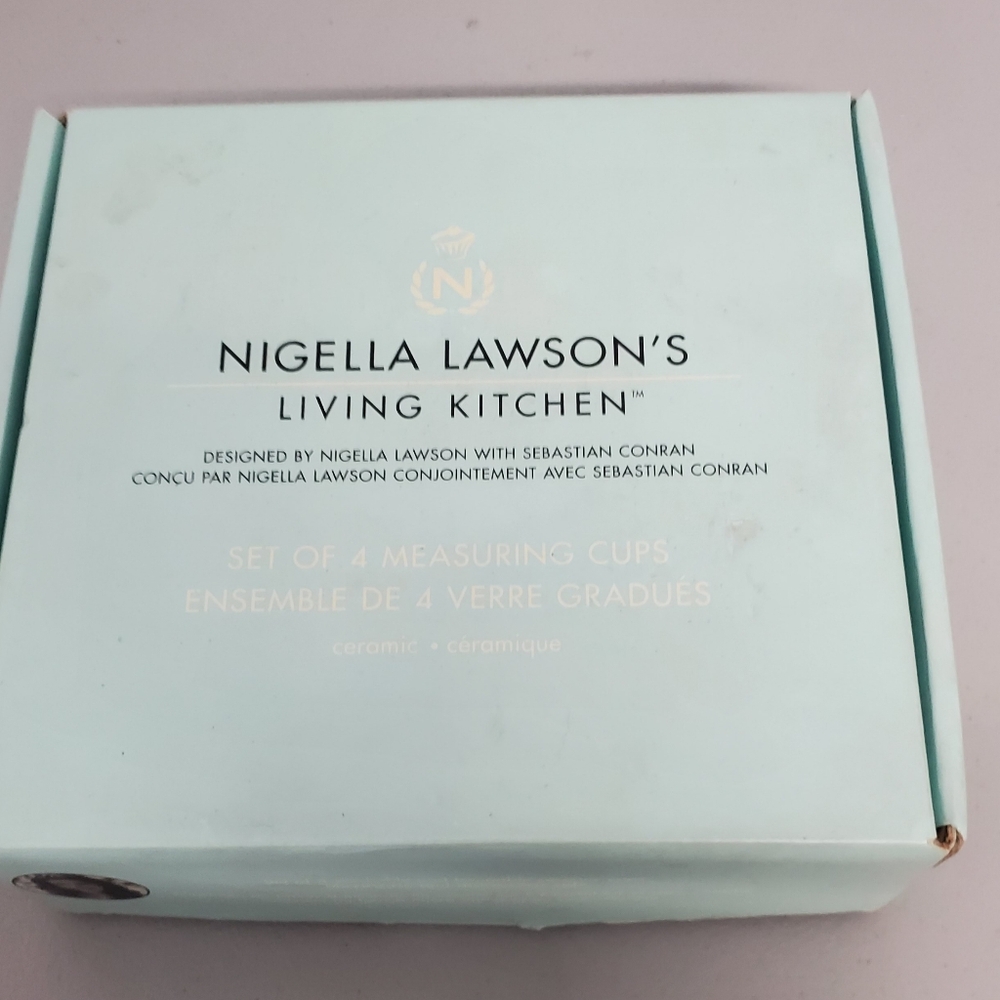 N
NIGELLA LAWSON'S
LIVING KITCHEN™
DESIGNED BY NIGELLA LAWSON WITH SEBASTIAN CONRAN
CONÇU PAR NIGELLA LAWSON CONJOINTEMENT AVEC SEBASTIAN CONRAN
SET OF 4 MEASURING CUPS
ENSEMBLE DE 4 VERRE GRADUÉS
ceramic • céramique